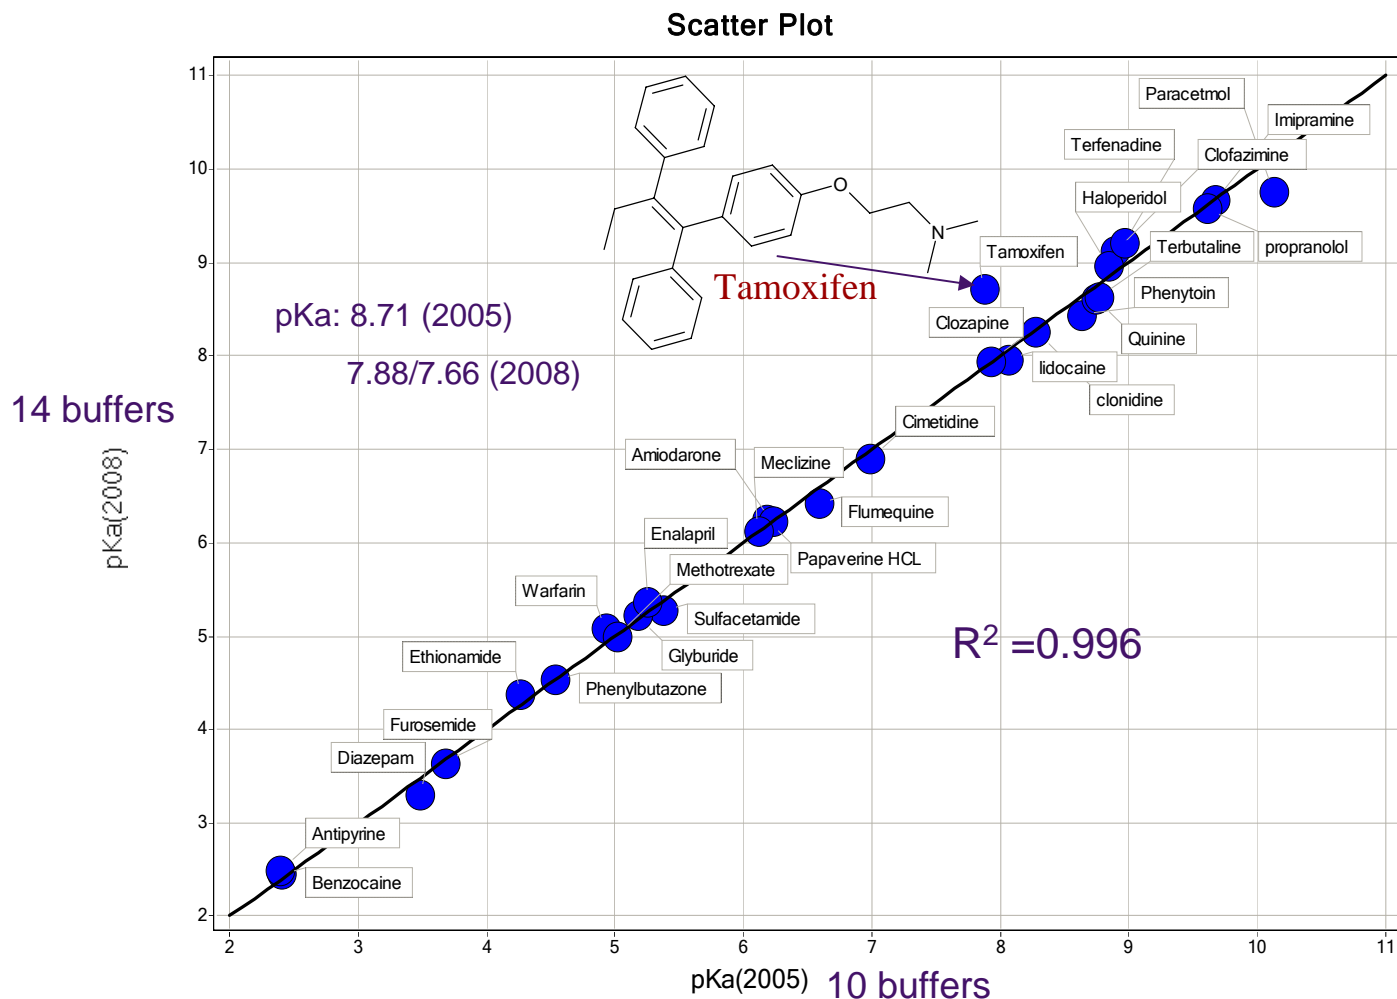 Scatter Plot
11
10
9
8
7
6
5
4
3
2
2
3
4
5
6
7
8
9
10
11
pKa(2008)
14 buffers
pKa(2005)
10 buffers
pKa: 8.71 (2005)
7.88/7.66 (2008)
O
N
Tamoxifen
R² =0.996
Paracetmol
Imipramine
Terfenadine
Clofazimine
Haloperidol
Tamoxifen
Terbutaline
propranolol
Phenytoin
Clozapine
Quinine
lidocaine
clonidine
Cimetidine
Amiodarone
Meclizine
Flumequine
Enalapril
Papaverine HCL
Methotrexate
Warfarin
Sulfacetamide
Glyburide
Ethionamide
Phenylbutazone
Furosemide
Diazepam
Antipyrine
Benzocaine